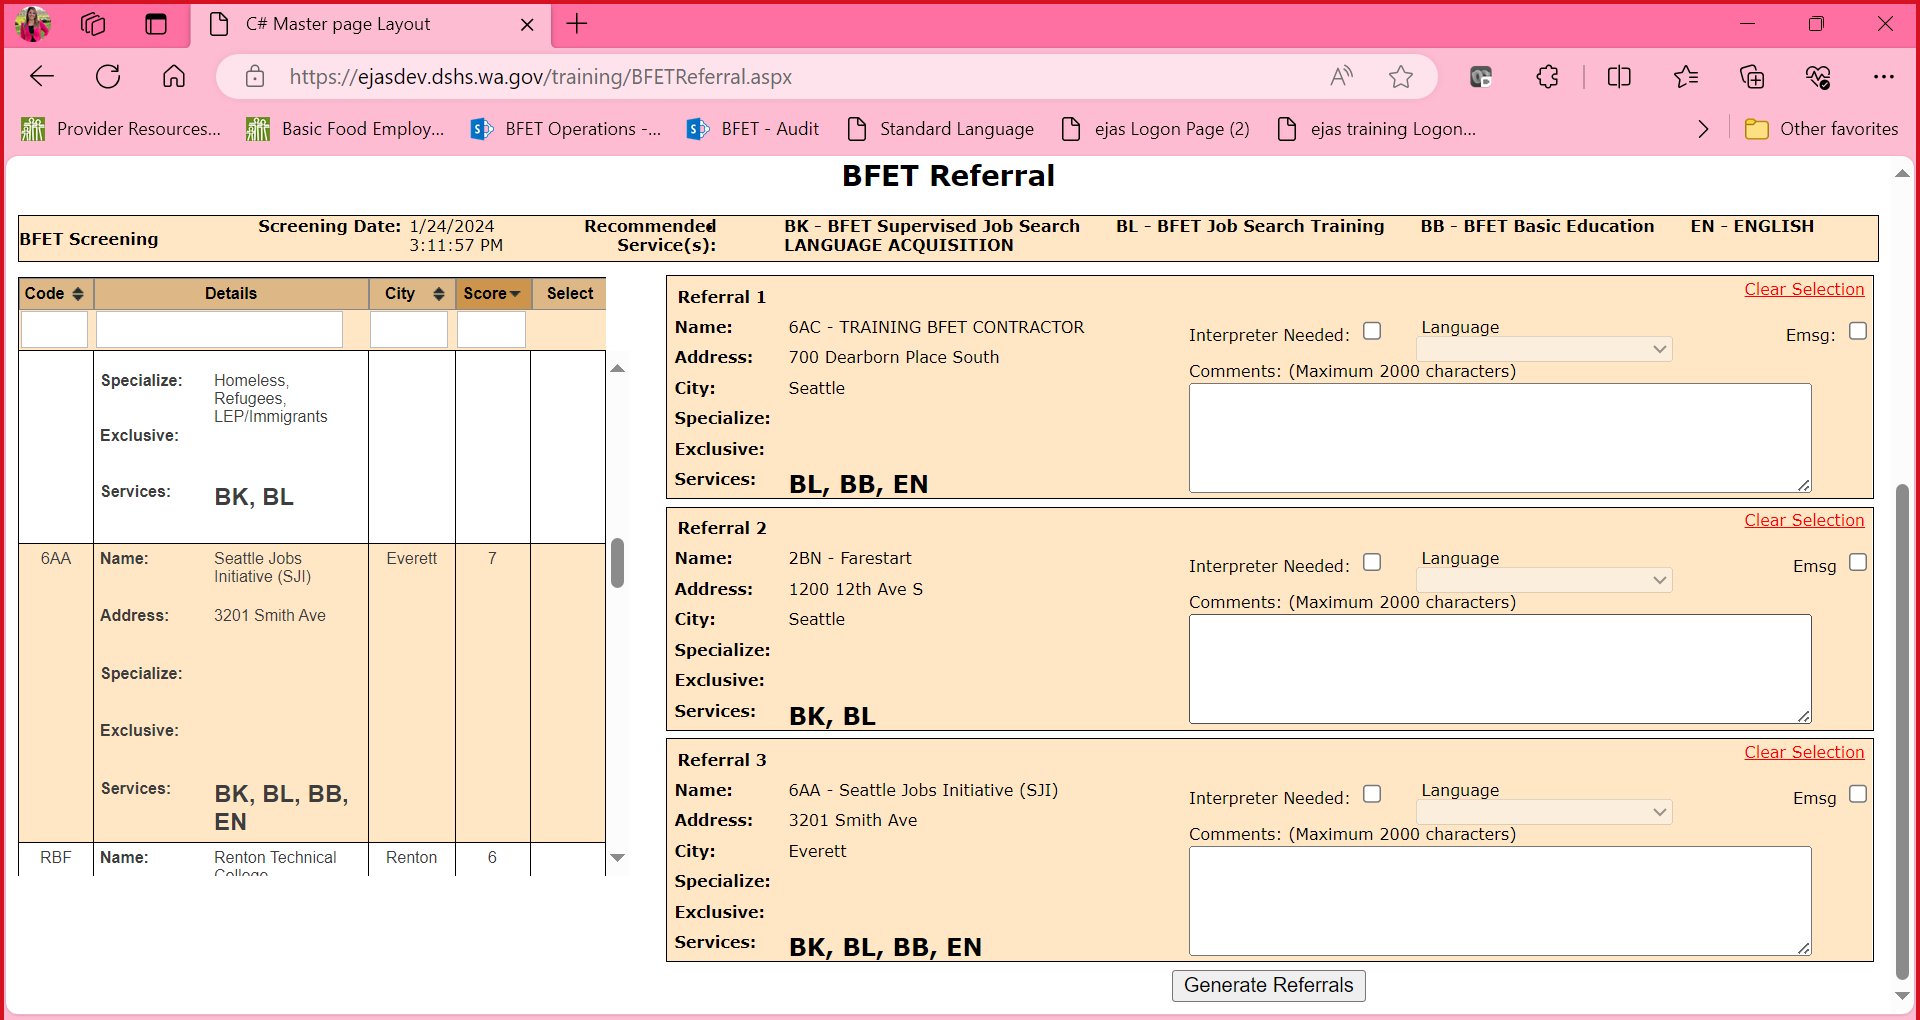 C# Master page Layout
https://ejasdev.dshs.wa.gov/training/BFETReferral.aspx
Provider Resources...
Basic Food Employ...
BFET Operations -...
BFET - Audit
Standard Language
ejas Logon Page (2)
ejas training Logon...
Other favorites
BFET Referral
BFET Screening
Screening Date: 1/24/2024
3:11:57 PM
Recommended
Service(s):
BK - BFET Supervised Job Search BL - BFET Job Search Training BB - BFET Basic Education EN - ENGLISH
LANGUAGE ACQUISITION
Code Details City Score Select
Specialize: Homeless,
Refugees,
LEP/Immigrants
Exclusive:
Services: BK, BL
6AA Name: Seattle Jobs Everett 7
Initiative (SJI)
Address: 3201 Smith Ave
Specialize:
Exclusive:
Services: BK, BL, BB,
EN
RBF Name: Renton Technical Renton 6
College
Referral 1 Clear Selection
Name: 6AC - TRAINING BFET CONTRACTOR
Address: 700 Dearborn Place South
City: Seattle
Specialize:
Exclusive:
Services: BL, BB, EN
Interpreter Needed: Language Emsg:
Comments: (Maximum 2000 characters)
Referral 2 Clear Selection
Name: 2BN - Farestart
Address: 1200 12th Ave S
City: Seattle
Specialize:
Exclusive:
Services: BK, BL
Interpreter Needed: Language Emsg
Comments: (Maximum 2000 characters)
Referral 3 Clear Selection
Name: 6AA - Seattle Jobs Initiative (SJI)
Address: 3201 Smith Ave
City: Everett
Specialize:
Exclusive:
Services: BK, BL, BB, EN
Interpreter Needed: Language Emsg
Comments: (Maximum 2000 characters)
Generate Referrals